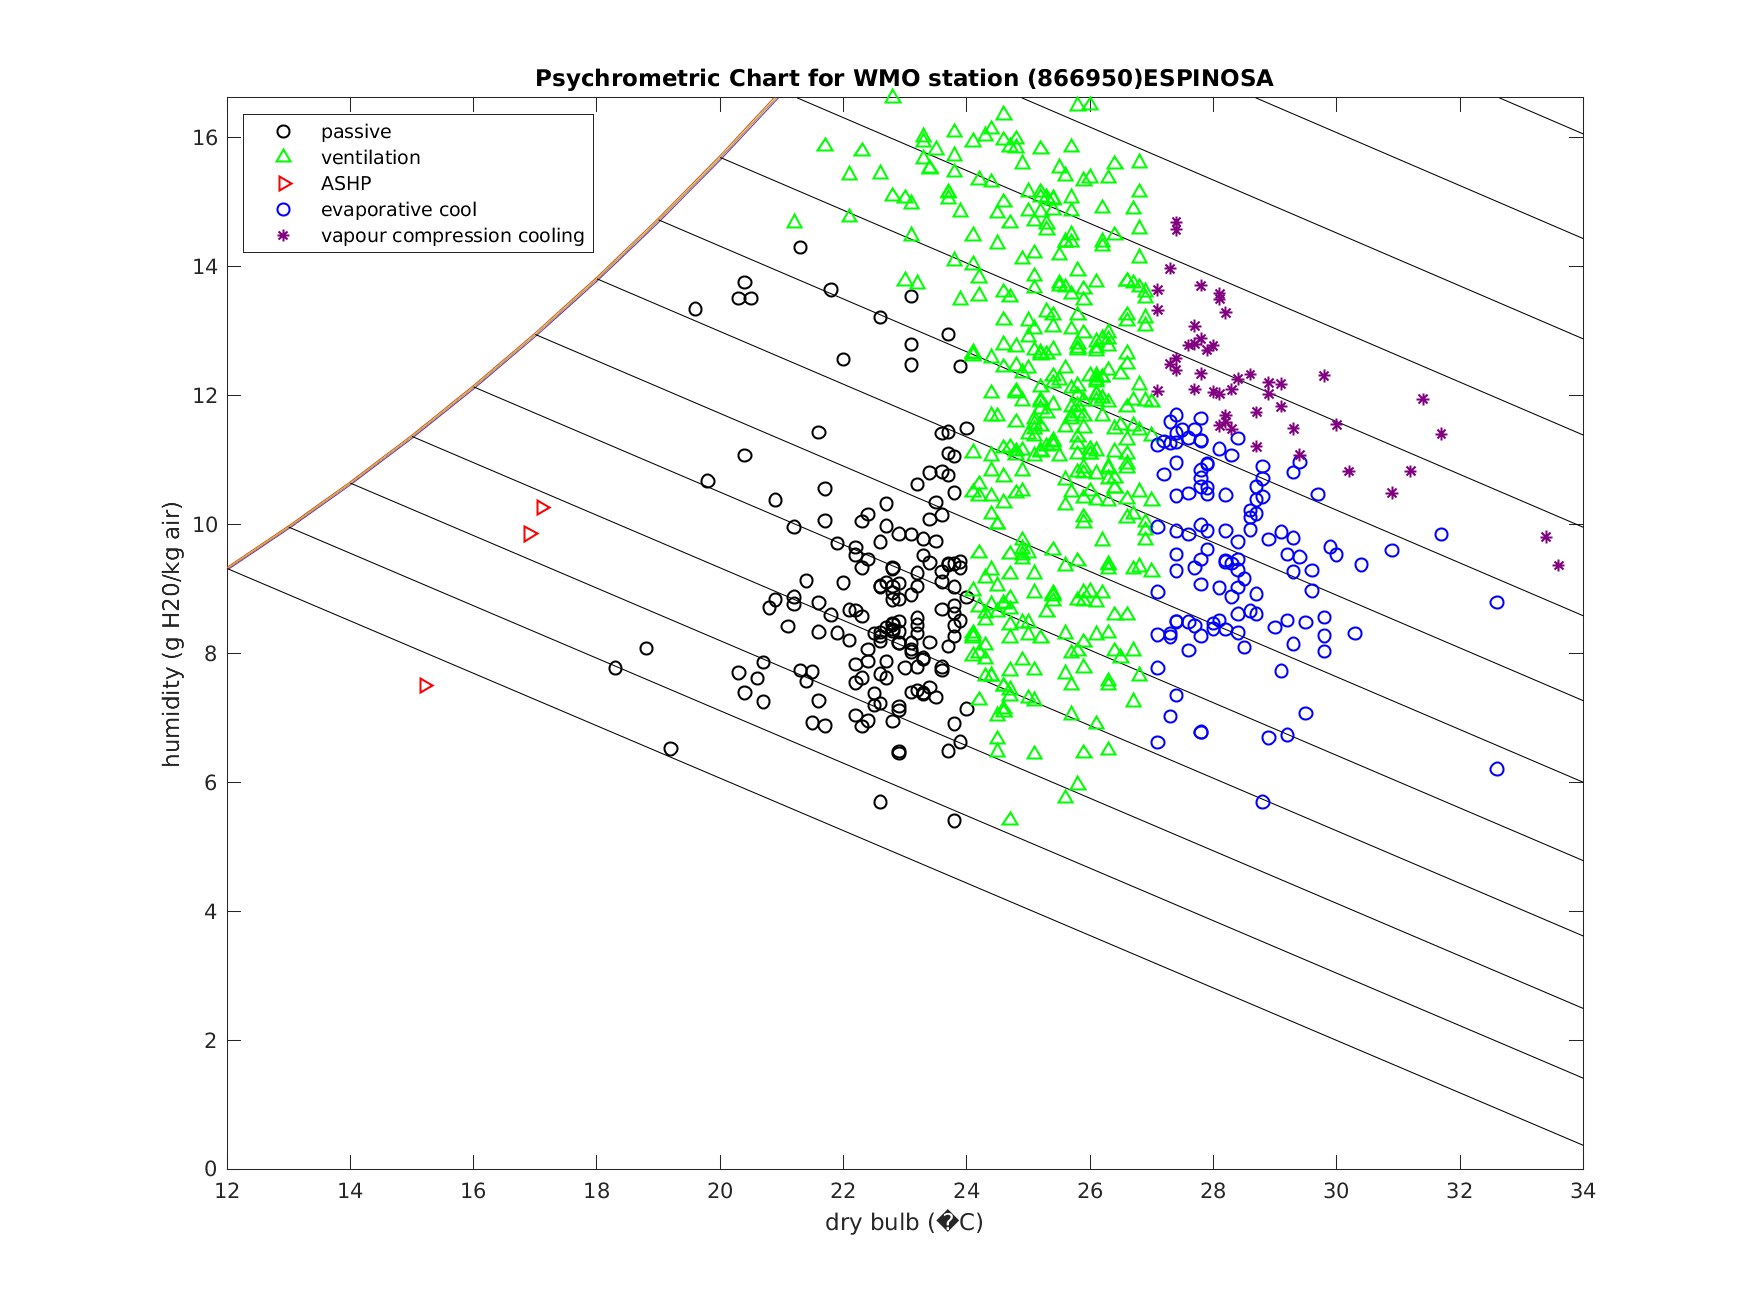 Psychrometric Chart for WMO station (866950)ESPINOSA
passive
ventilation
ASHP
evaporative cool
vapour compression cooling
humidity (g H20/kg air)
16
14
12
10
8
6
4
2
0
12 14 16 18 20 22 24 26 28 30 32 34
dry bulb (�C)